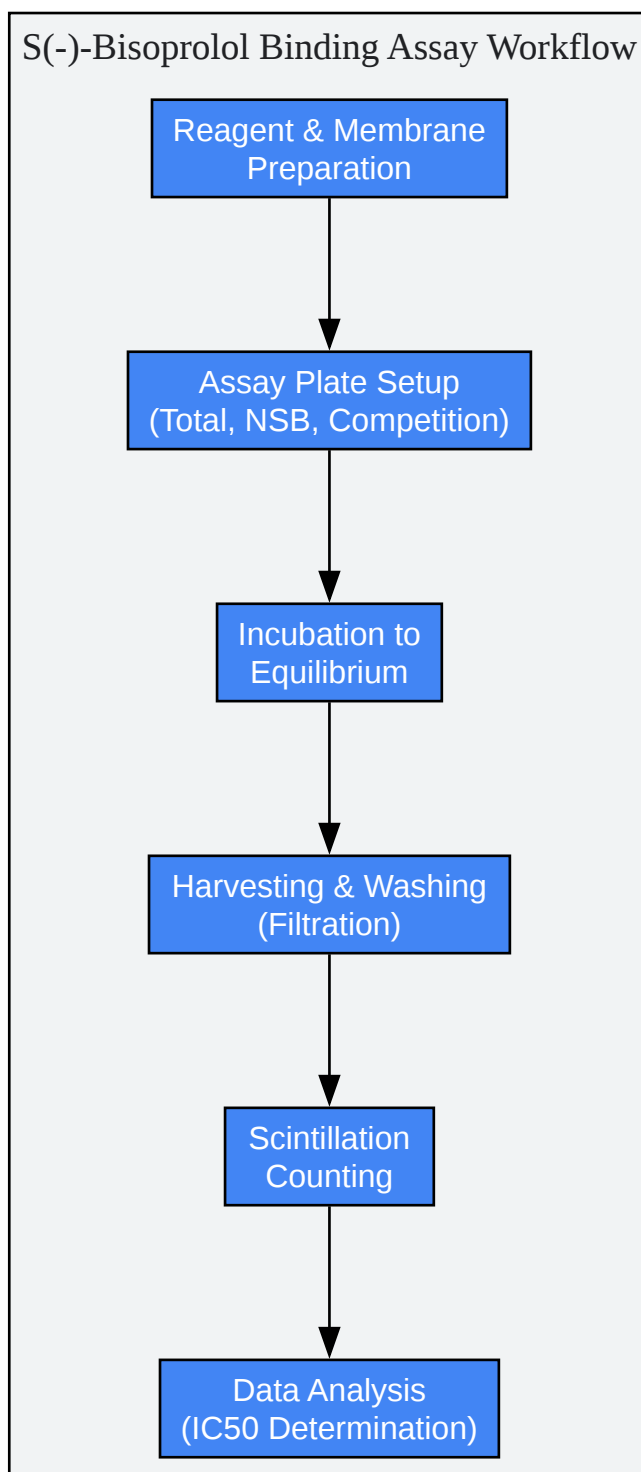 S(-)-Bisoprolol Binding Assay Workflow
Reagent & Membrane
Preparation
Assay Plate Setup
(Total, NSB, Competition)
Incubation to
Equilibrium
Harvesting & Washing
(Filtration)
Scintillation
Counting
Data Analysis
(IC50 Determination)